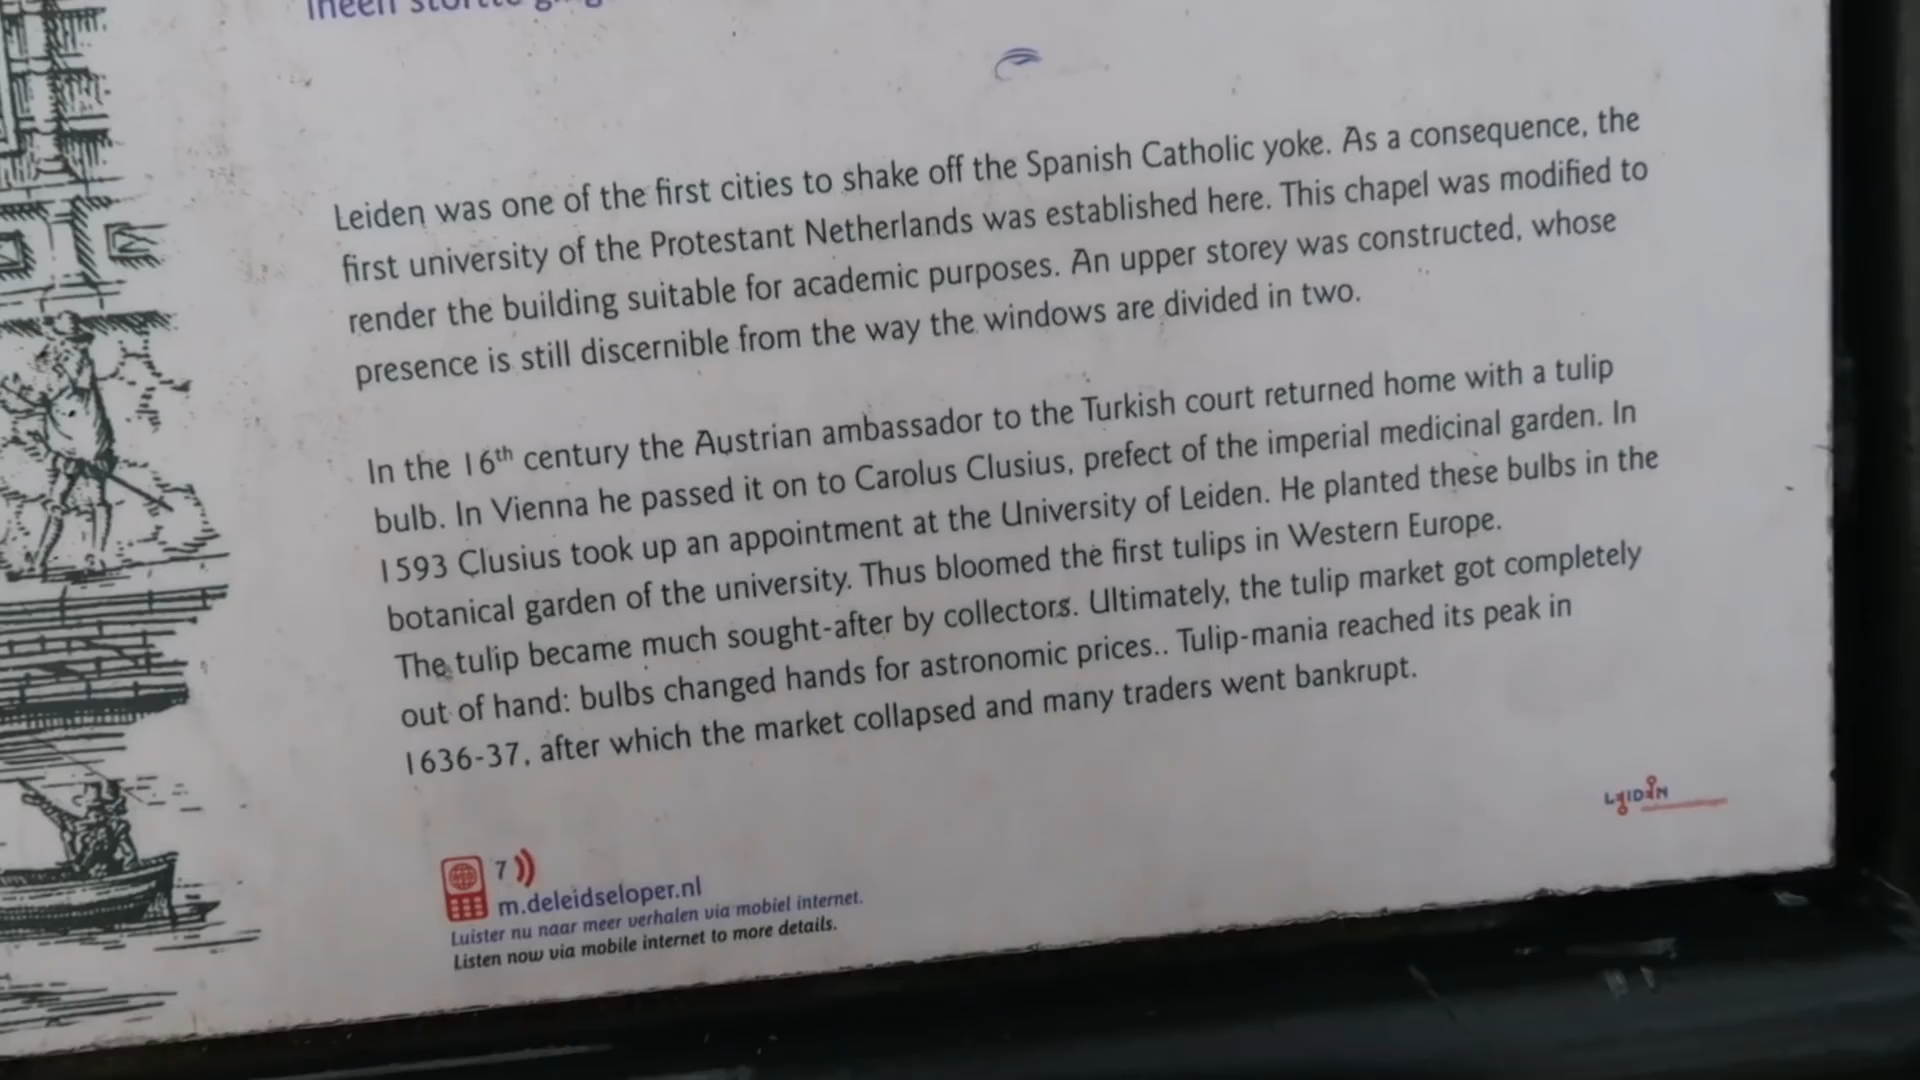 ineen stortte
Leiden was one of the first cities to shake off the Spanish Catholic yoke. As a consequence, the
first university of the Protestant Netherlands was established here. This chapel was modified to
render the building suitable for academic purposes. An upper storey was constructed, whose
presence is still discernible from the way the windows are divided in two.
In the 16th century the Austrian ambassador to the Turkish court returned home with a tulip
bulb. In Vienna he passed it on to Carolus Clusius, prefect of the imperial medicinal garden. In
1593 Clusius took up an appointment at the University of Leiden. He planted these bulbs in the
botanical garden of the university. Thus bloomed the first tulips in Western Europe.
The tulip became much sought-after by collectors. Ultimately, the tulip market got completely
out of hand: bulbs changed hands for astronomic prices.. Tulip-mania reached its peak in
1636-37, after which the market collapsed and many traders went bankrupt.
LEIDEN
7
m.deleidseloper.nl
Luister nu naar meer verhalen via mobiel internet.
Listen now via mobile internet to more details.